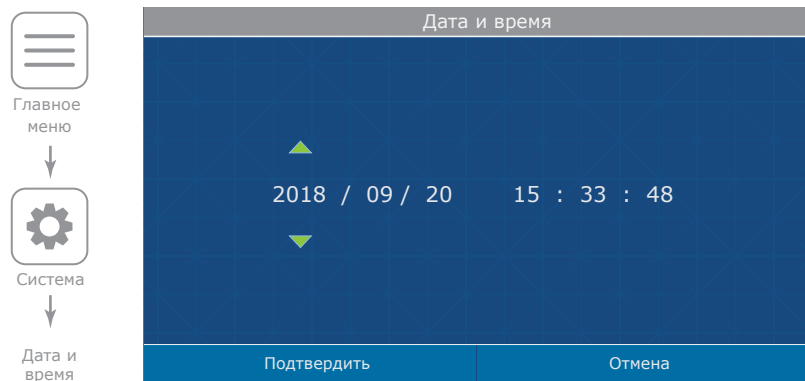 Главное
меню
Система
Дата и
время
Дата и время
2018 / 09 / 20 15 : 33 : 48
Подтвердить Отмена